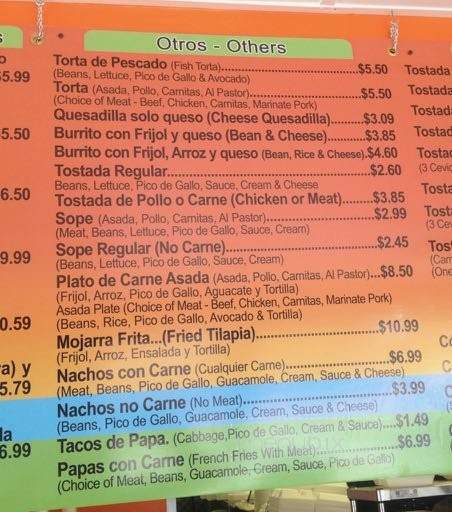 Otros - Others
Torta de Pescado (Fish Torta)...$5.50
(Beans, Lettuce, Pico de Gallo & Avocado)
Torta (Asada, Pollo, Carnitas, Al Pastor)...$5.50
(Choice of Meat - Beef, Chicken, Carnitas, Marinate Pork)
Quesadilla solo queso (Cheese Quesadilla)...$3.09
Burrito con Frijol y queso (Bean & Cheese)...$3.85
Burrito con Frijol, Arroz y queso (Bean, Rice & Cheese).$4.60
Tostada Regular...$2.60
Beans, Lettuce, Pico de Gallo, Sauce, Cream & Cheese
Tostada de Pollo o Carne (Chicken or Meat)...$3.85
Sope (Asada, Pollo, Carnitas, Al Pastor)...$2.99
(Meat, Beans, Lettuce, Pico de Gallo, Sauce, Cream)
Sope Regular (No Carne)...$2.45
(Beans, Lettuce, Pico de Gallo, Sauce, Cream)
Plato de Carne Asada (Asada, Pollo, Carnitas, Al Pastor)...$8.50
(Frijol, Arroz, Pico de Gallo, Aguacate y Tortilla)
Asada Plate (Choice of Meat - Beef, Chicken, Carnitas, Marinate Pork)
(Beans, Rice, Pico de Gallo, Avocado & Tortilla)
Mojarra Frita...(Fried Tilapia)...$10.99
(Frijol, Arroz, Ensalada y Tortilla)
Nachos con Carne (Cualquier Carne)...$6.99
(Meat, Beans, Pico de Gallo, Guacamole, Cream, Sauce & Cheese)
Nachos no Carne (No Meat)...$3.99
(Beans, Pico de Gallo, Guacamole, Cream, Sauce & Cheese)
Tacos de Papa. (Cabbage,Pico de Gallo, Cream & Sauce)...$1.49
Papas con Carne (French Fries With Meat)...$6.99
(Choice of Meat, Beans, Guacamole, Cream, Sauce, Pico de Gallo)
5.99
5.50
6.50
9.99
0.59
) y
5.79
6.99
Tostada
Tostada
Tostad
Tostad
Tosta
(3 Cevic
Tosta
Tost
(3 Cev
Tos
(Car
(One